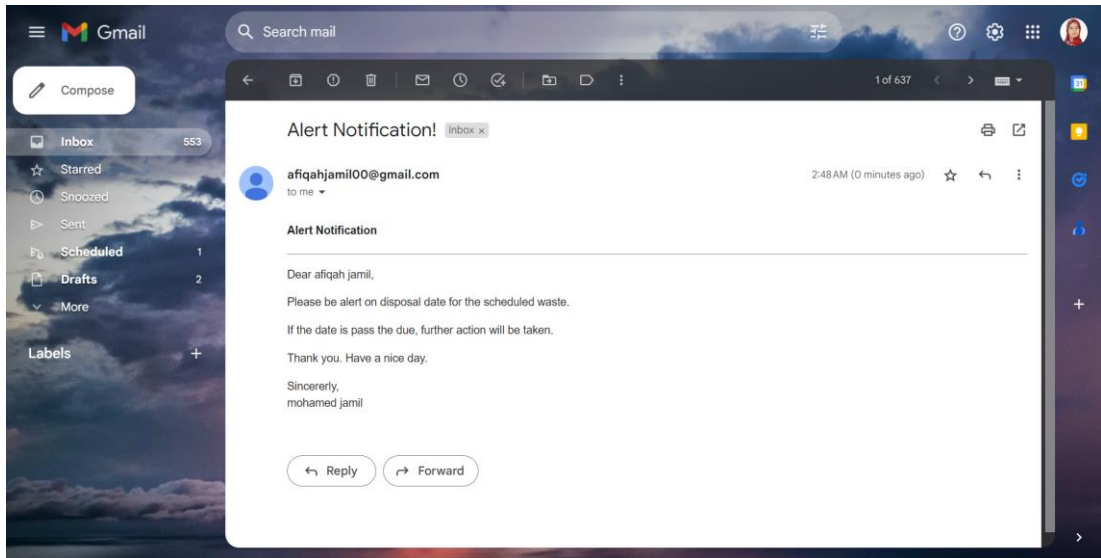 Gmail
Search mail
Compose
1 of 637
31
Inbox 553
Starred
Snoozed
Sent
Scheduled 1
Drafts 2
More
Labels +
Alert Notification! Inbox x
afiqahjamil00@gmail.com 2:48 AM (0 minutes ago)
to me
Alert Notification
Dear afiqah jamil,
Please be alert on disposal date for the scheduled waste.
If the date is pass the due, further action will be taken.
Thank you. Have a nice day.
Sincererly,
mohamed jamil
Reply Forward